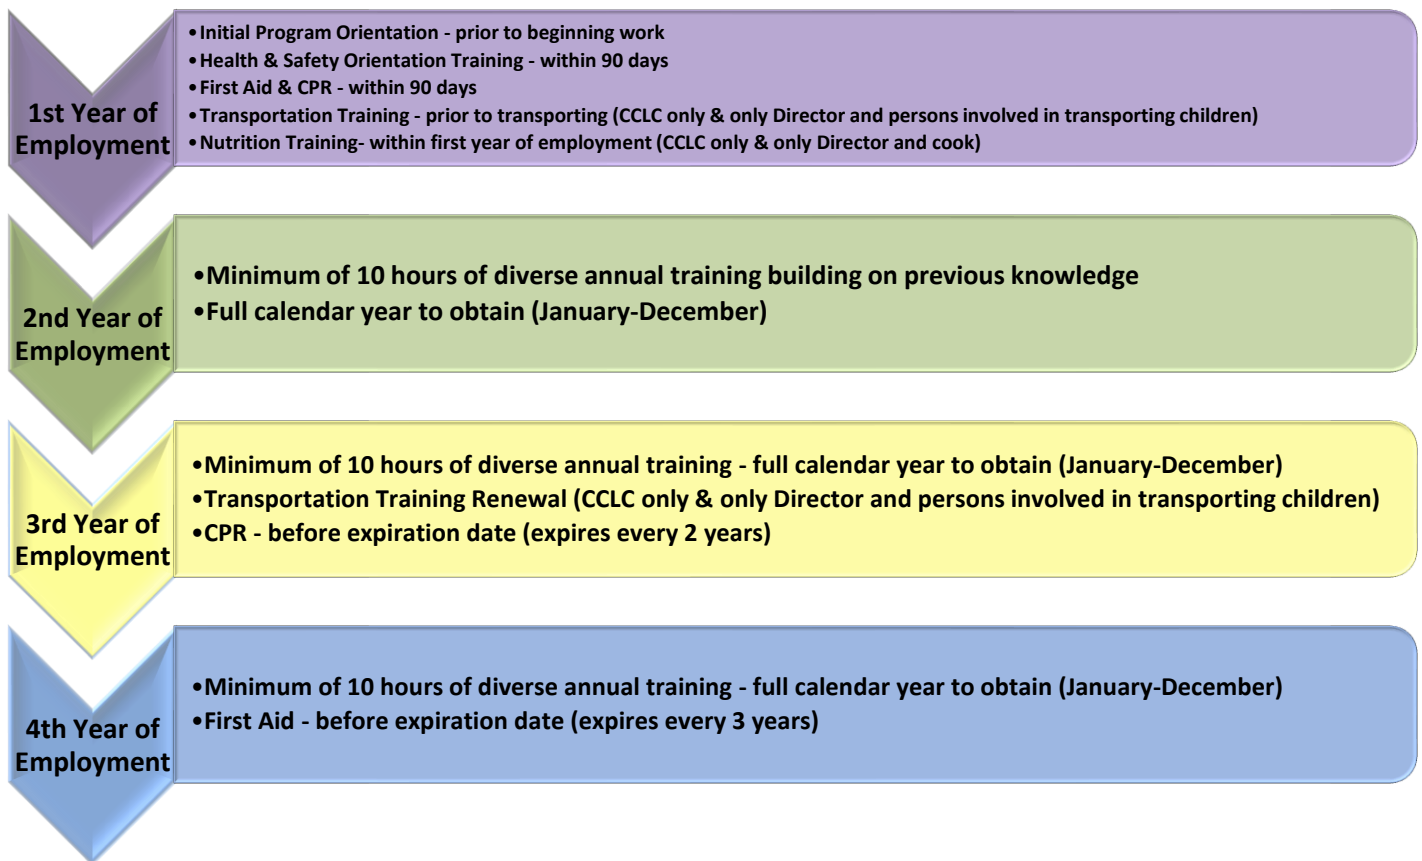 1st Year of
Employment
•Initial Program Orientation - prior to beginning work
•Health & Safety Orientation Training - within 90 days
•First Aid & CPR - within 90 days
•Transportation Training - prior to transporting (CCLC only & only Director and persons involved in transporting children)
•Nutrition Training- within first year of employment (CCLC only & only Director and cook)
2nd Year of
Employment
•Minimum of 10 hours of diverse annual training building on previous knowledge
•Full calendar year to obtain (January-December)
3rd Year of
Employment
•Minimum of 10 hours of diverse annual training - full calendar year to obtain (January-December)
•Transportation Training Renewal (CCLC only & only Director and persons involved in transporting children)
•CPR - before expiration date (expires every 2 years)
4th Year of
Employment
•Minimum of 10 hours of diverse annual training - full calendar year to obtain (January-December)
•First Aid - before expiration date (expires every 3 years)